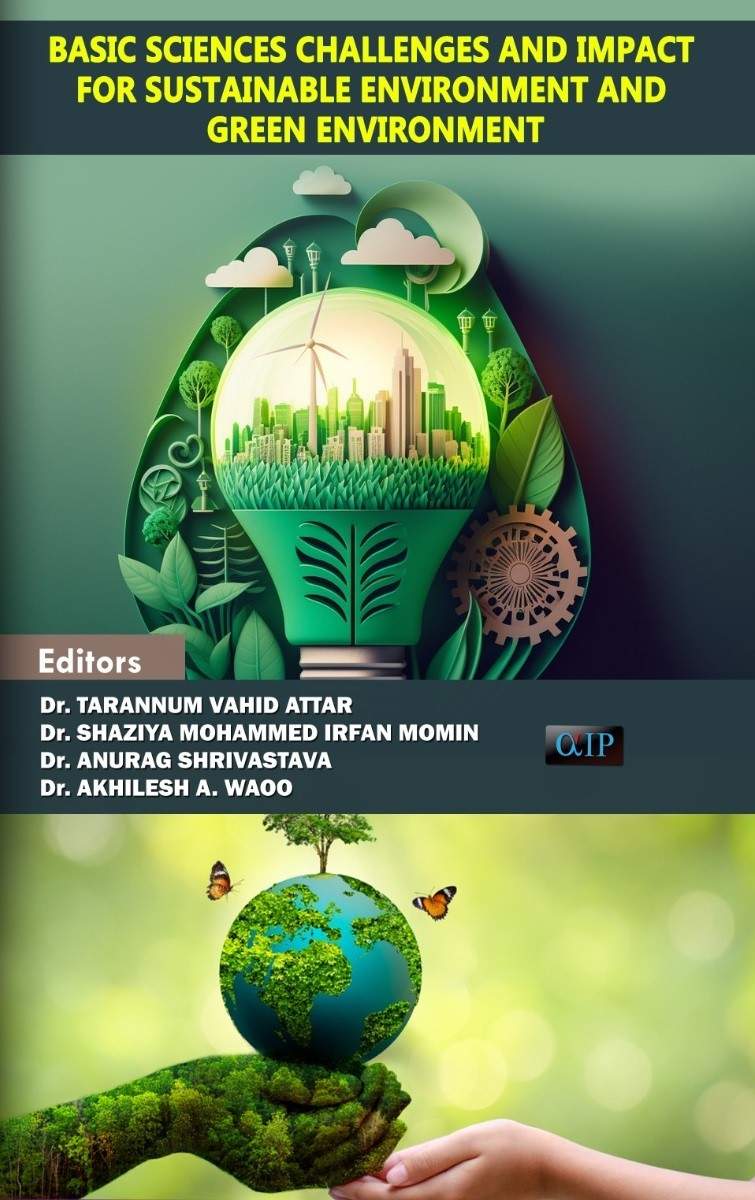 BASIC SCIENCES CHALLENGES AND IMPACT
FOR SUSTAINABLE ENVIRONMENT AND
GREEN ENVIRONMENT
Editors
Dr. TARANNUM VAHID ATTAR
Dr. SHAZIYA MOHAMMED IRFAN MOMIN
Dr. ANURAG SHRIVASTAVA
Dr. AKHILESH A. WAOO
αIP